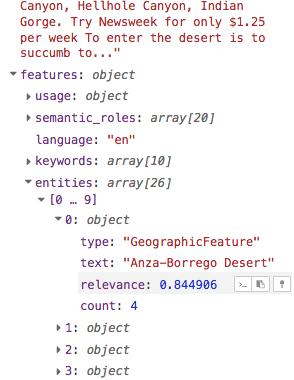 Canyon, Hellhole Canyon, Indian
Gorge. Try Newsweek for only $1.25
per week To enter the desert is to
succumb to..."
features: object
usage: object
semantic_roles: array[20]
language: "en"
keywords: array[10]
entities: array[26]
[0 … 9]
0: object
type: "GeographicFeature"
text: "Anza-Borrego Desert"
relevance: 0.844906
count: 4
1: object
2: object
3: object